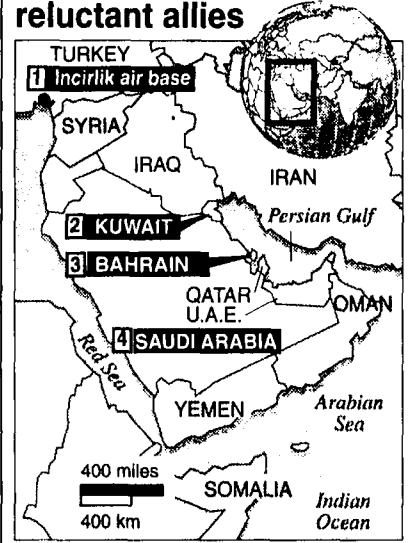 reluctant allies
TURKEY
1 Incirlik air base
SYRIA
IRAQ
IRAN
2 KUWAIT
Persian Gulf
3 BAHRAIN
QATAR
U.A.E.
OMAN
4 SAUDI ARABIA
Red Sea
YEMEN
Arabian
Sea
400 miles
400 km
SOMALIA
Indian
Ocean